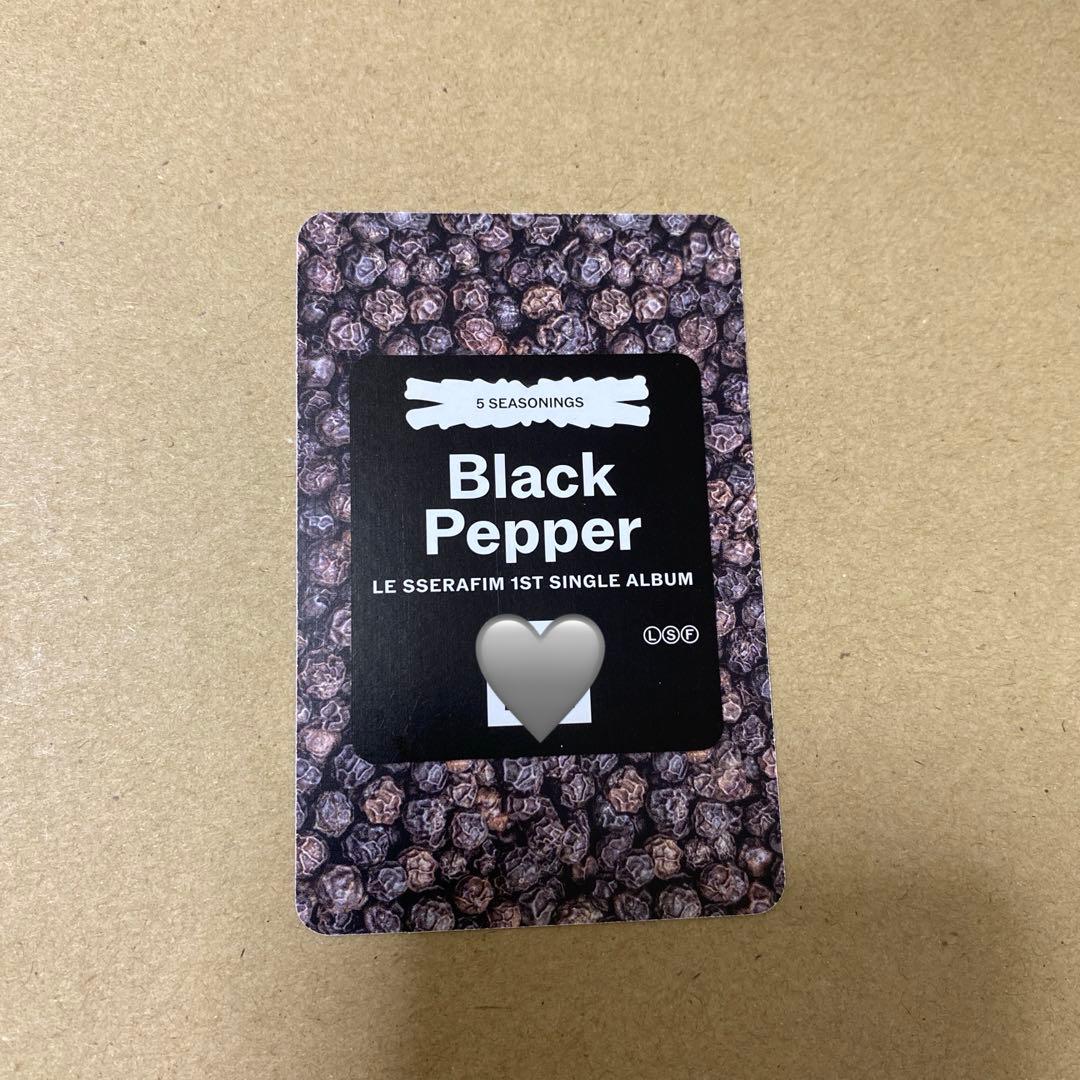 5 SEASONINGS
Black
Pepper
LE SSERAFIM 1ST SINGLE ALBUM
LSF